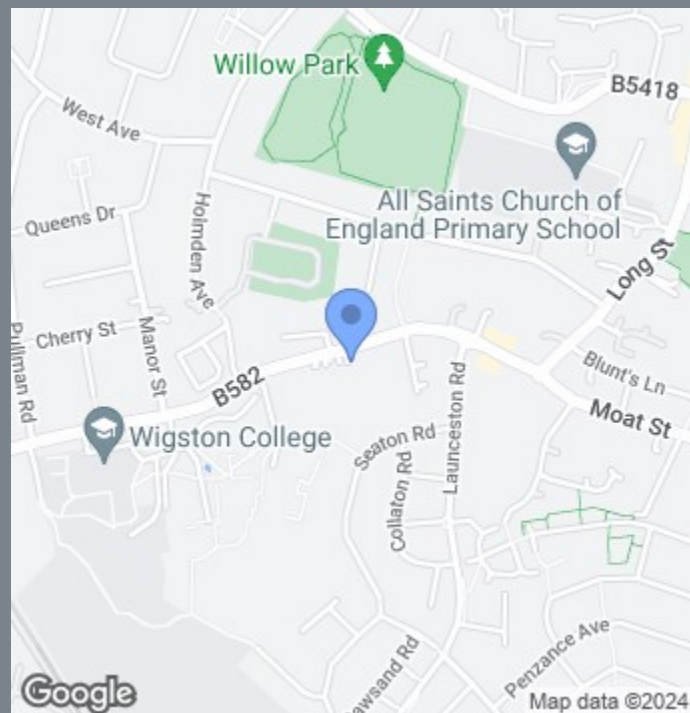 Willow Park
B5418
West Ave
All Saints Church of
England Primary School
Queens Dr
Holmden Ave
Long St
Cherry St
Manor St
Pullman Rd
B582
Blunt's Ln
Moat St
Launceston Rd
Wigston College
Seaton Rd
Collaton Rd
Penzance Ave
awsand Rd
Google
Map data ©2024